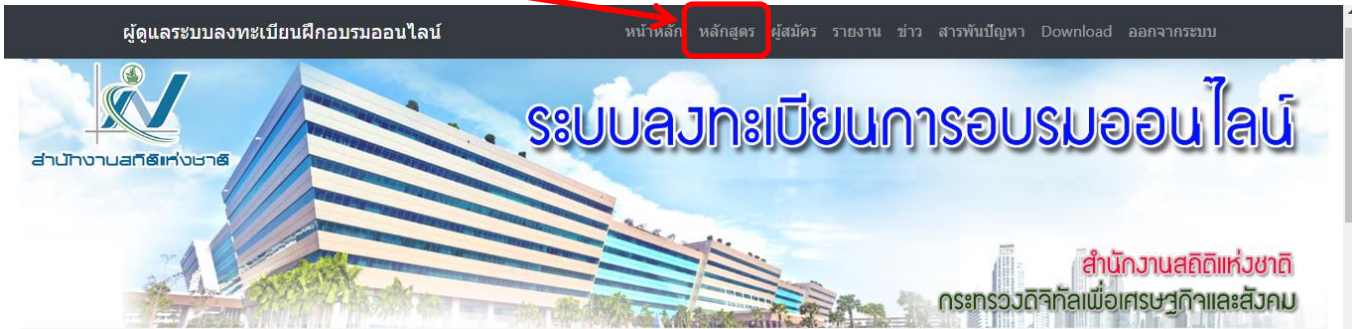 ผู้ดูแลระบบลงทะเบียนฝึกอบรมออนไลน์
หน้าหลัก หลักสูตร ผู้สมัคร รายงาน ข่าว สารพันปัญหา Download ออกจากระบบ
ระบบลงทะเบียนการอบรมออนไลน์
สำนักงานสถิติแห่งชาติ
สำนักงานสถิติแห่งชาติ
กระทรวงดิจิทัลเพื่อเศรษฐกิจและสังคม